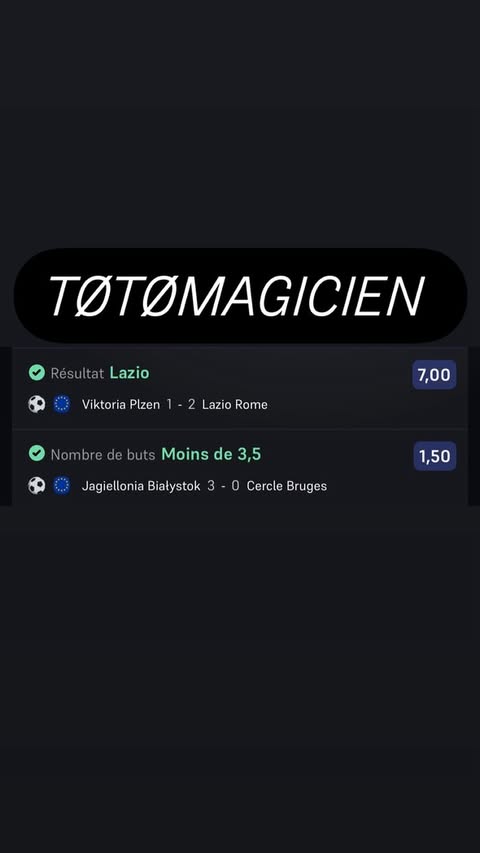 TØTØMAGICIEN
Résultat Lazio 7,00
Viktoria Plzen 1 - 2 Lazio Rome
Nombre de buts Moins de 3,5 1,50
Jagiellonia Białystok 3 - 0 Cercle Bruges